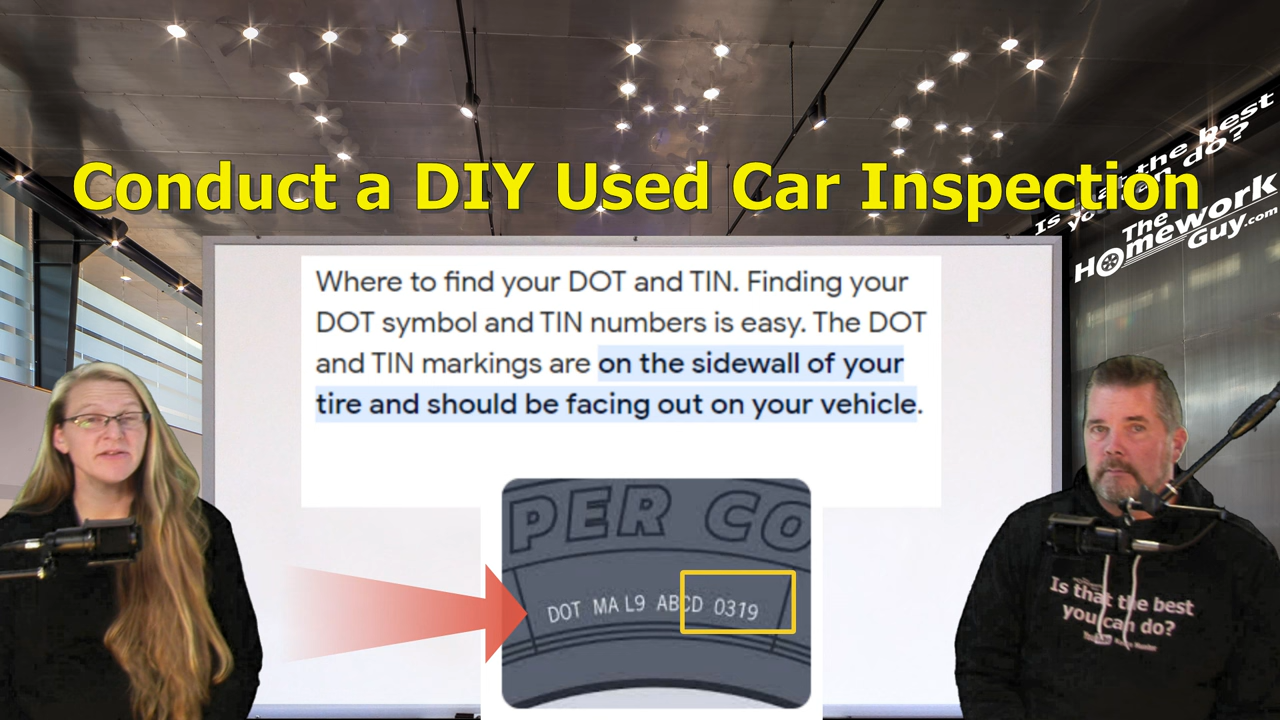 Conduct a DIY Used Car Inspection
Is that the best
you can do?
The
Homework
Guy.com
Where to find your DOT and TIN. Finding your
DOT symbol and TIN numbers is easy. The DOT
and TIN markings are on the sidewall of your
tire and should be facing out on your vehicle.
PER CO
DOT MA L9 ABCD 0319
Is that the best
you can do?